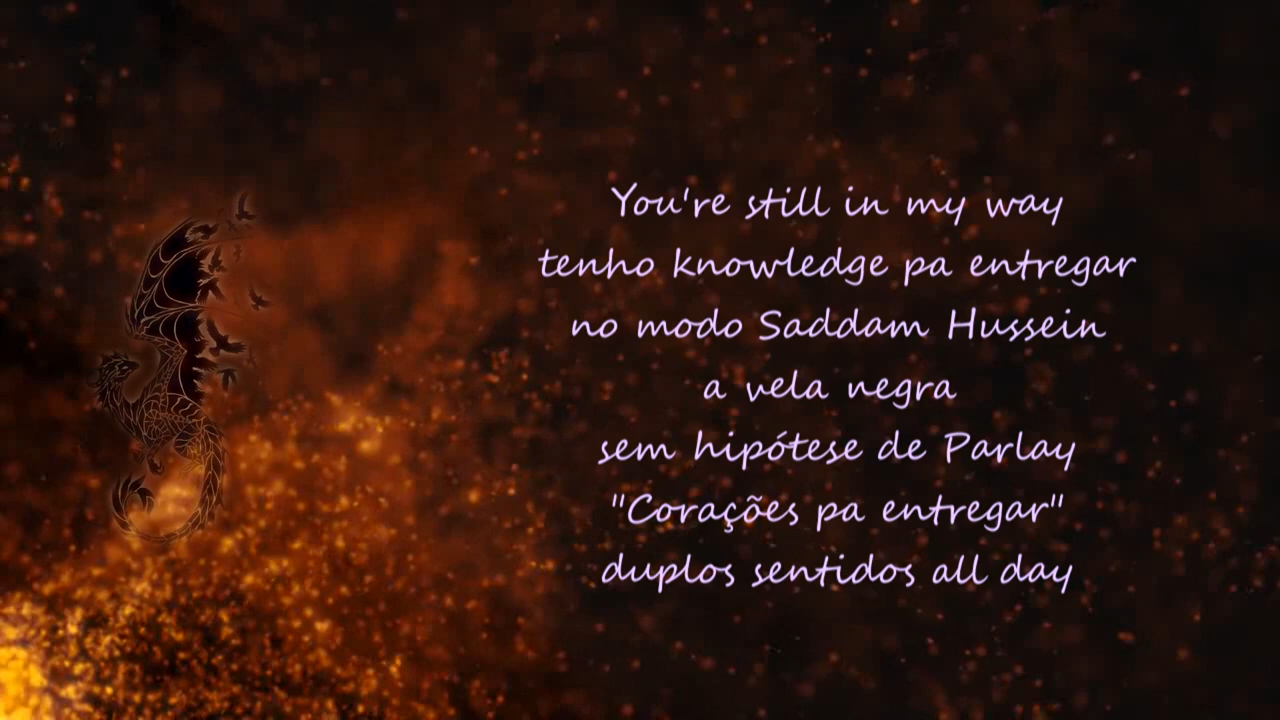 You're still in my way
tenho knowledge pa entregar
no modo Saddam Hussein
a vela negra
sem hipótese de Parlay
"Corações pa entregar"
duplos sentidos all day